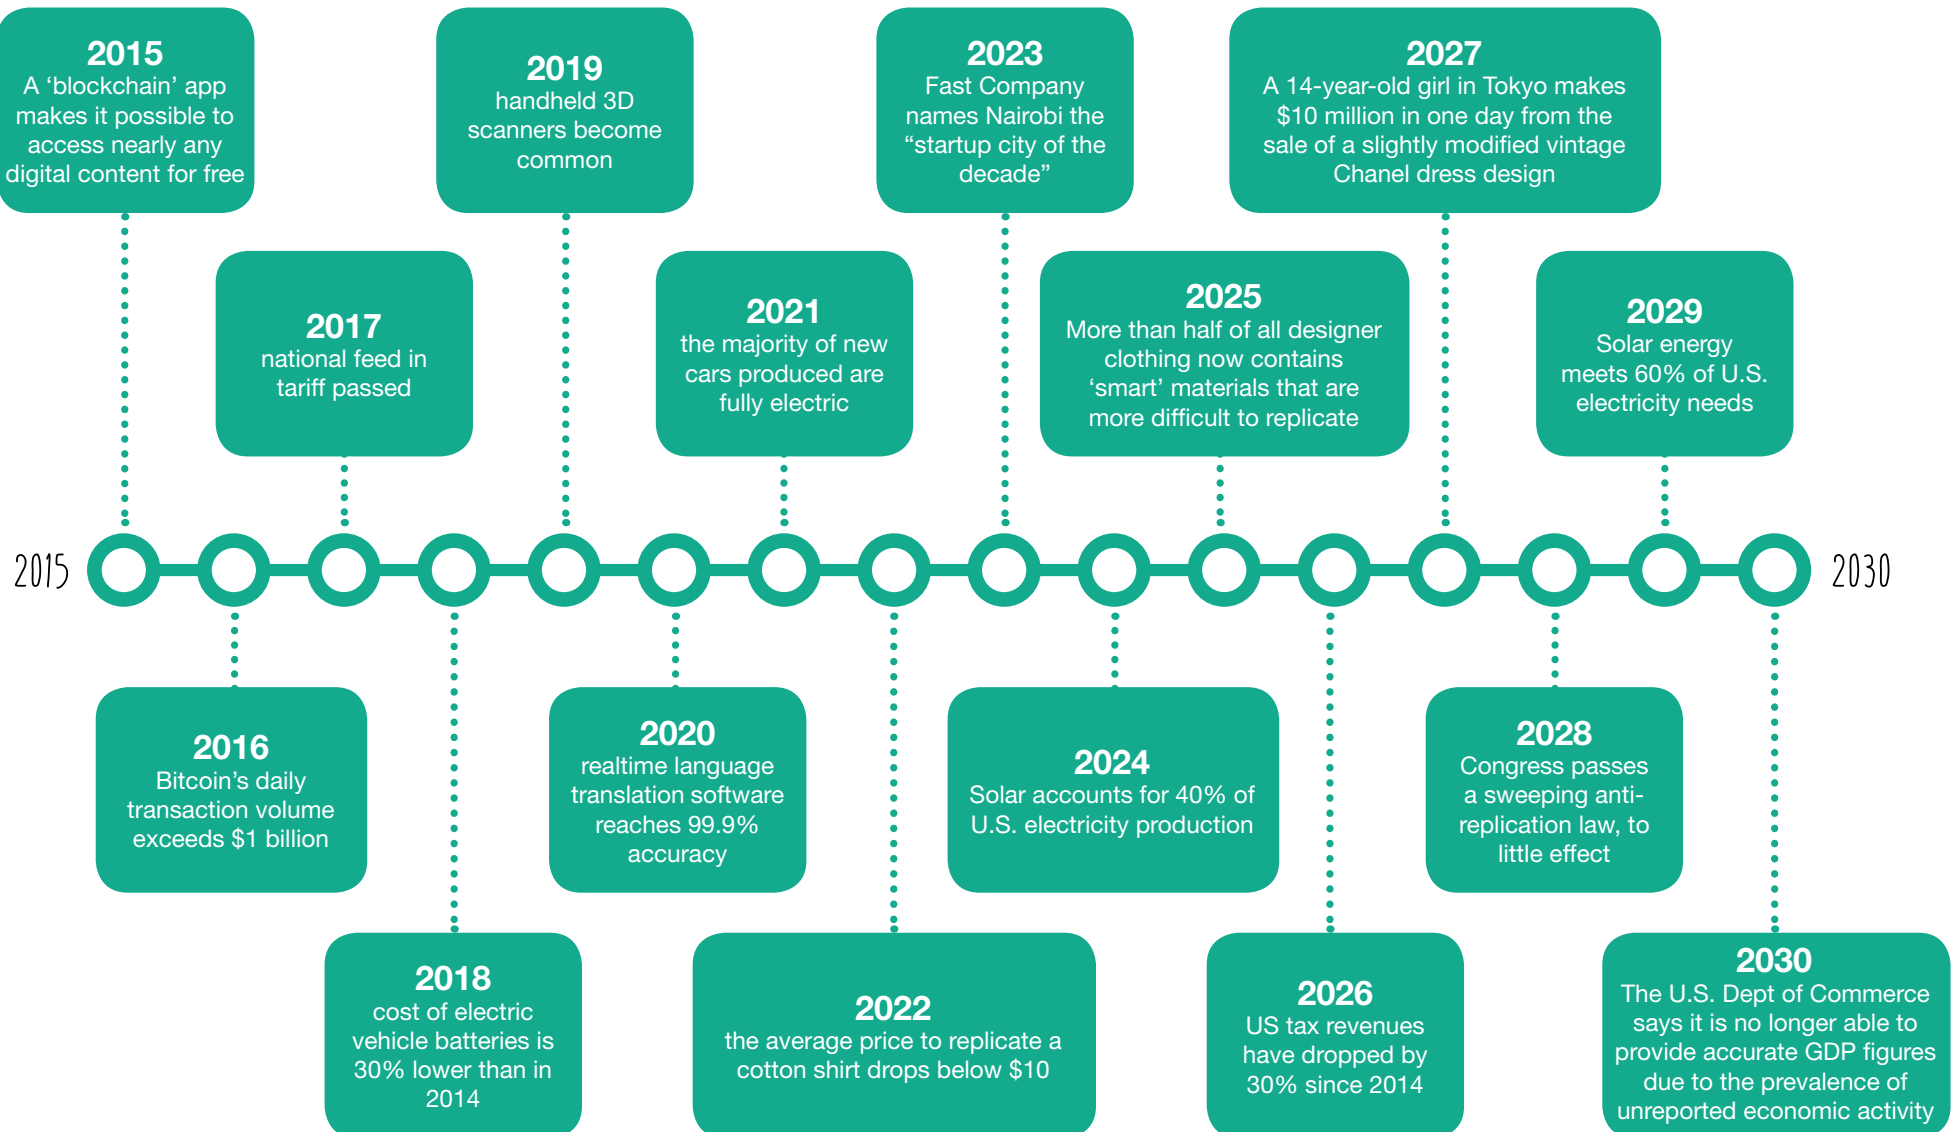 2015
A ‘blockchain’ app
makes it possible to
access nearly any
digital content for free
2019
handheld 3D
scanners become
common
2023
Fast Company
names Nairobi the
“startup city of the
decade”
2027
A 14-year-old girl in Tokyo makes
$10 million in one day from the
sale of a slightly modified vintage
Chanel dress design
2017
national feed in
tariff passed
2021
the majority of new
cars produced are
fully electric
2025
More than half of all designer
clothing now contains
‘smart’ materials that are
more difficult to replicate
2029
Solar energy
meets 60% of U.S.
electricity needs
2015
2030
2016
Bitcoin’s daily
transaction volume
exceeds $1 billion
2020
realtime language
translation software
reaches 99.9%
accuracy
2024
Solar accounts for 40% of
U.S. electricity production
2028
Congress passes
a sweeping anti-
replication law, to
little effect
2018
cost of electric
vehicle batteries is
30% lower than in
2014
2022
the average price to replicate a
cotton shirt drops below $10
2026
US tax revenues
have dropped by
30% since 2014
2030
The U.S. Dept of Commerce
says it is no longer able to
provide accurate GDP figures
due to the prevalence of
unreported economic activity